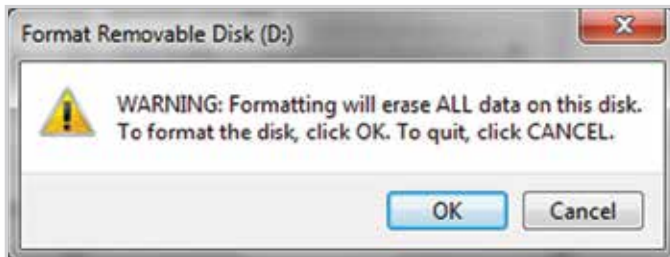 Format Removable Disk (D:)
WARNING: Formatting will erase ALL data on this disk.
To format the disk, click OK. To quit, click CANCEL.
OK Cancel